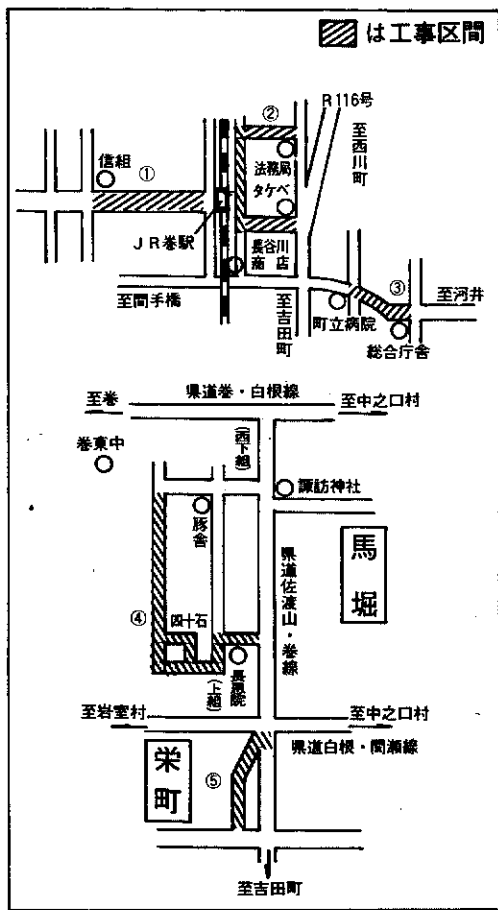 は工事区間
②
R116号
至西川町
信組
①
法務局
タケベ
JR巻駅
長谷川
商店
③
至間手橋
至吉田町
町立病院
至河井
総合庁舎
県道巻・白根線
至巻
至中之口村
(西下組)
巻東中
諏訪神社
豚舎
馬堀
県道佐渡山・巻線
④
四十石
長恩院
(上組)
至岩室村
至中之口村
県道白根・間瀬線
栄町
⑤
至吉田町